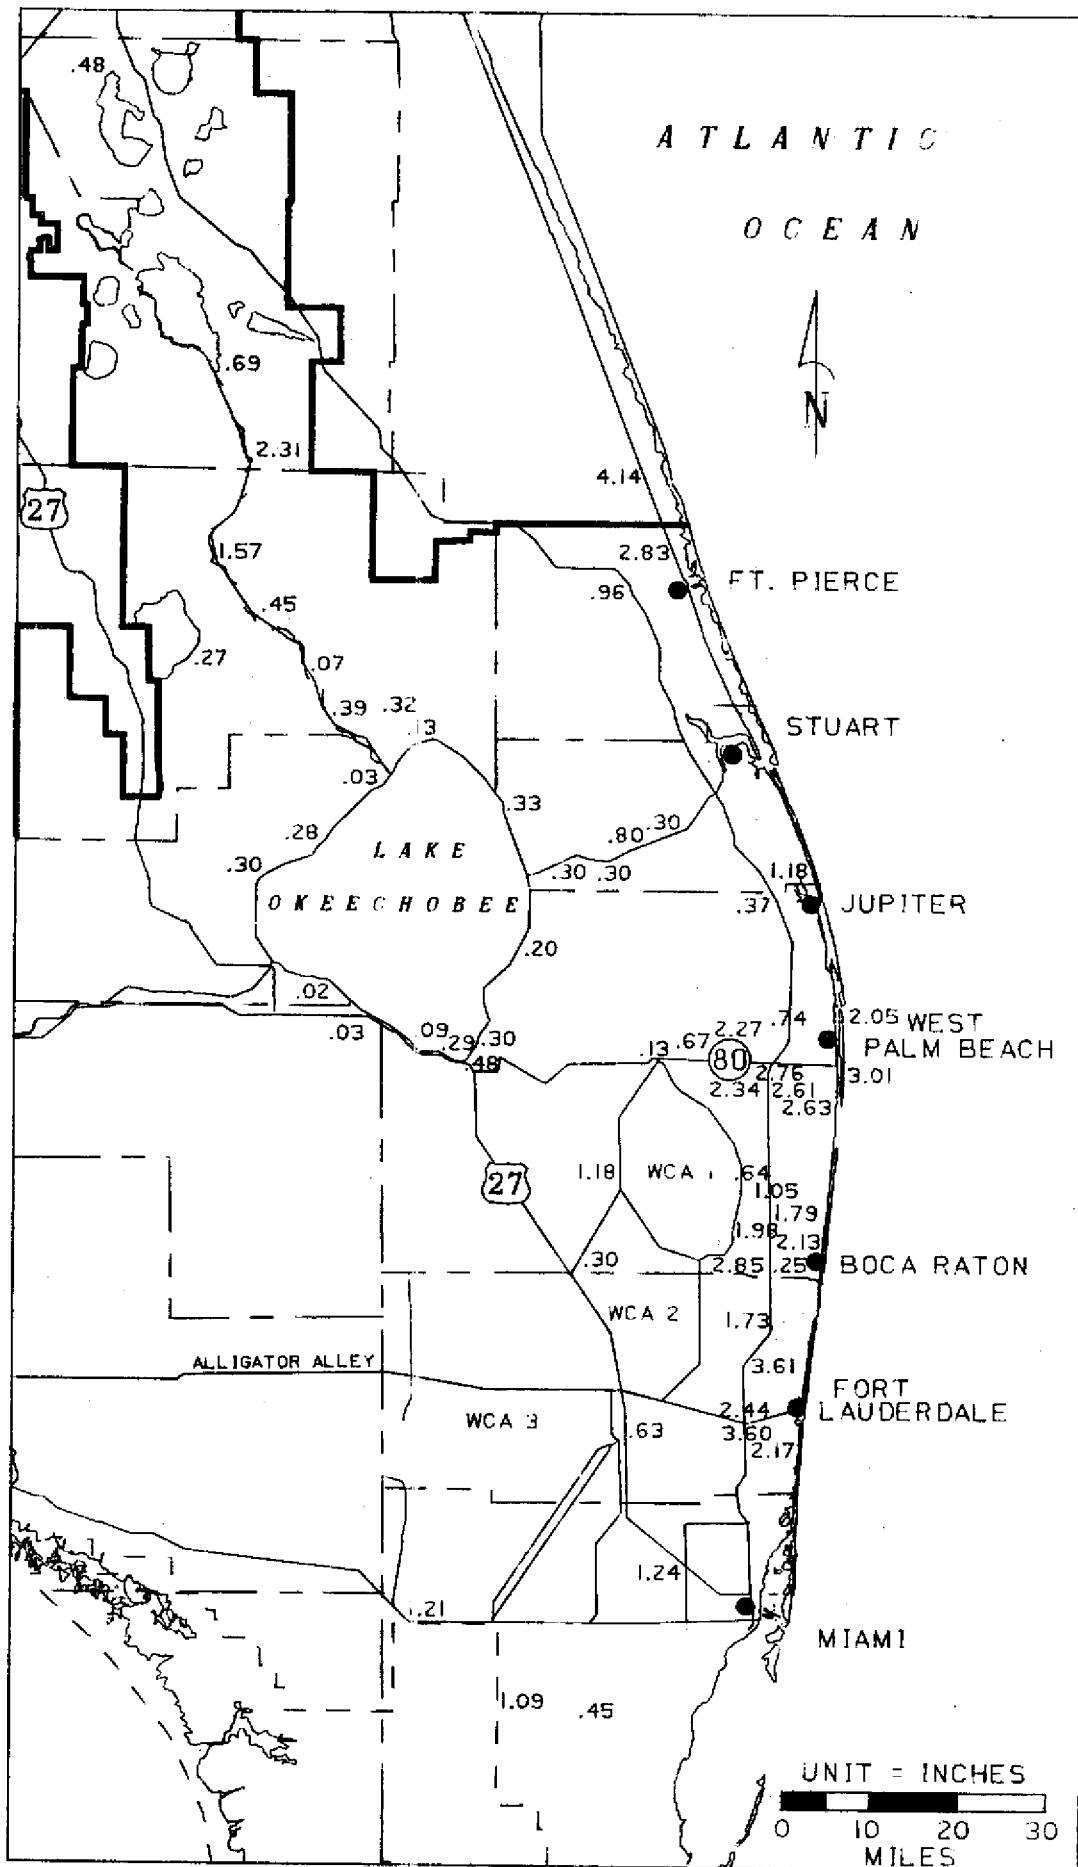 .48
ATLANTIC
OCEAN
.69
N
2.31
4.14
27
1.57
2.83
.96
FT. PIERCE
.45
.27
.07
.39
.32
.13
STUART
.03
.33
.28
.80
.30
LAKE
.30
.30
.30
1.18
OKEECHOBEE
.37
JUPITER
.20
.02
.03
.09
.29
.30
.48
.13
.67
2.27
.74
2.05
WEST
PALM BEACH
80
2.76
3.01
2.34
2.61
2.63
27
1.18
WCA 1
.64
1.05
1.79
1.98
2.13
.30
2.85
.25
BOCA RATON
WCA 2
1.73
ALLIGATOR ALLEY
3.61
FORT
LAUDERDALE
WCA 3
.63
2.44
3.60
2.17
1.24
1.21
MIAMI
1.09
.45
UNIT = INCHES
0 10 20 30
MILES